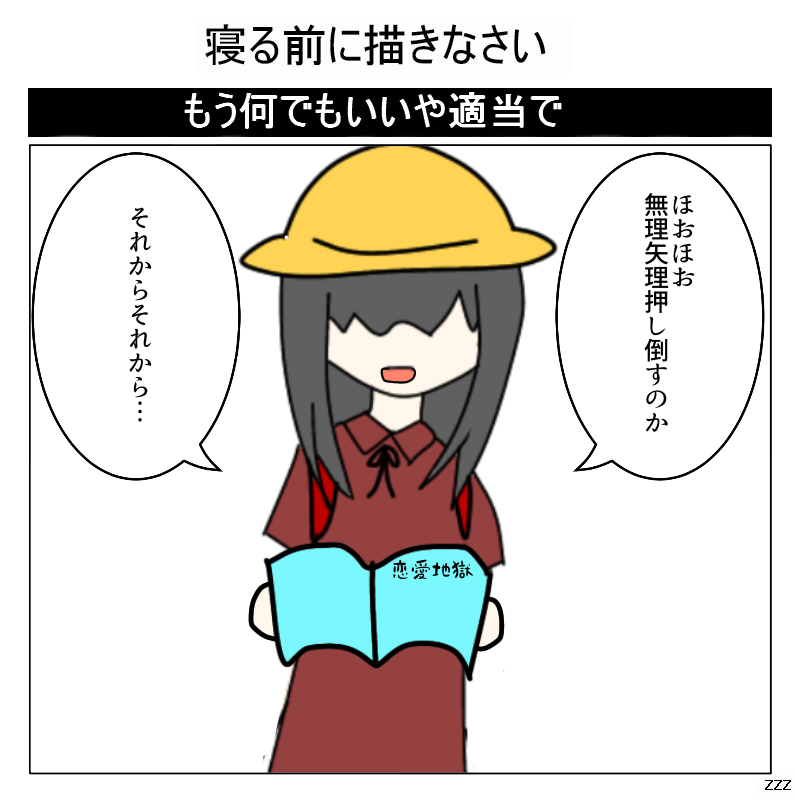 寝る前に描きなさい
もう何でもいいや適当で
ほおほお
無理矢理押し倒すのか
それからそれから…
恋愛地獄
zzz